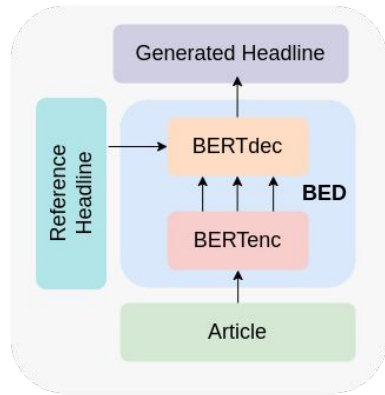 Generated Headline
Reference
Headline
BERTdec
BED
BERTenc
Article